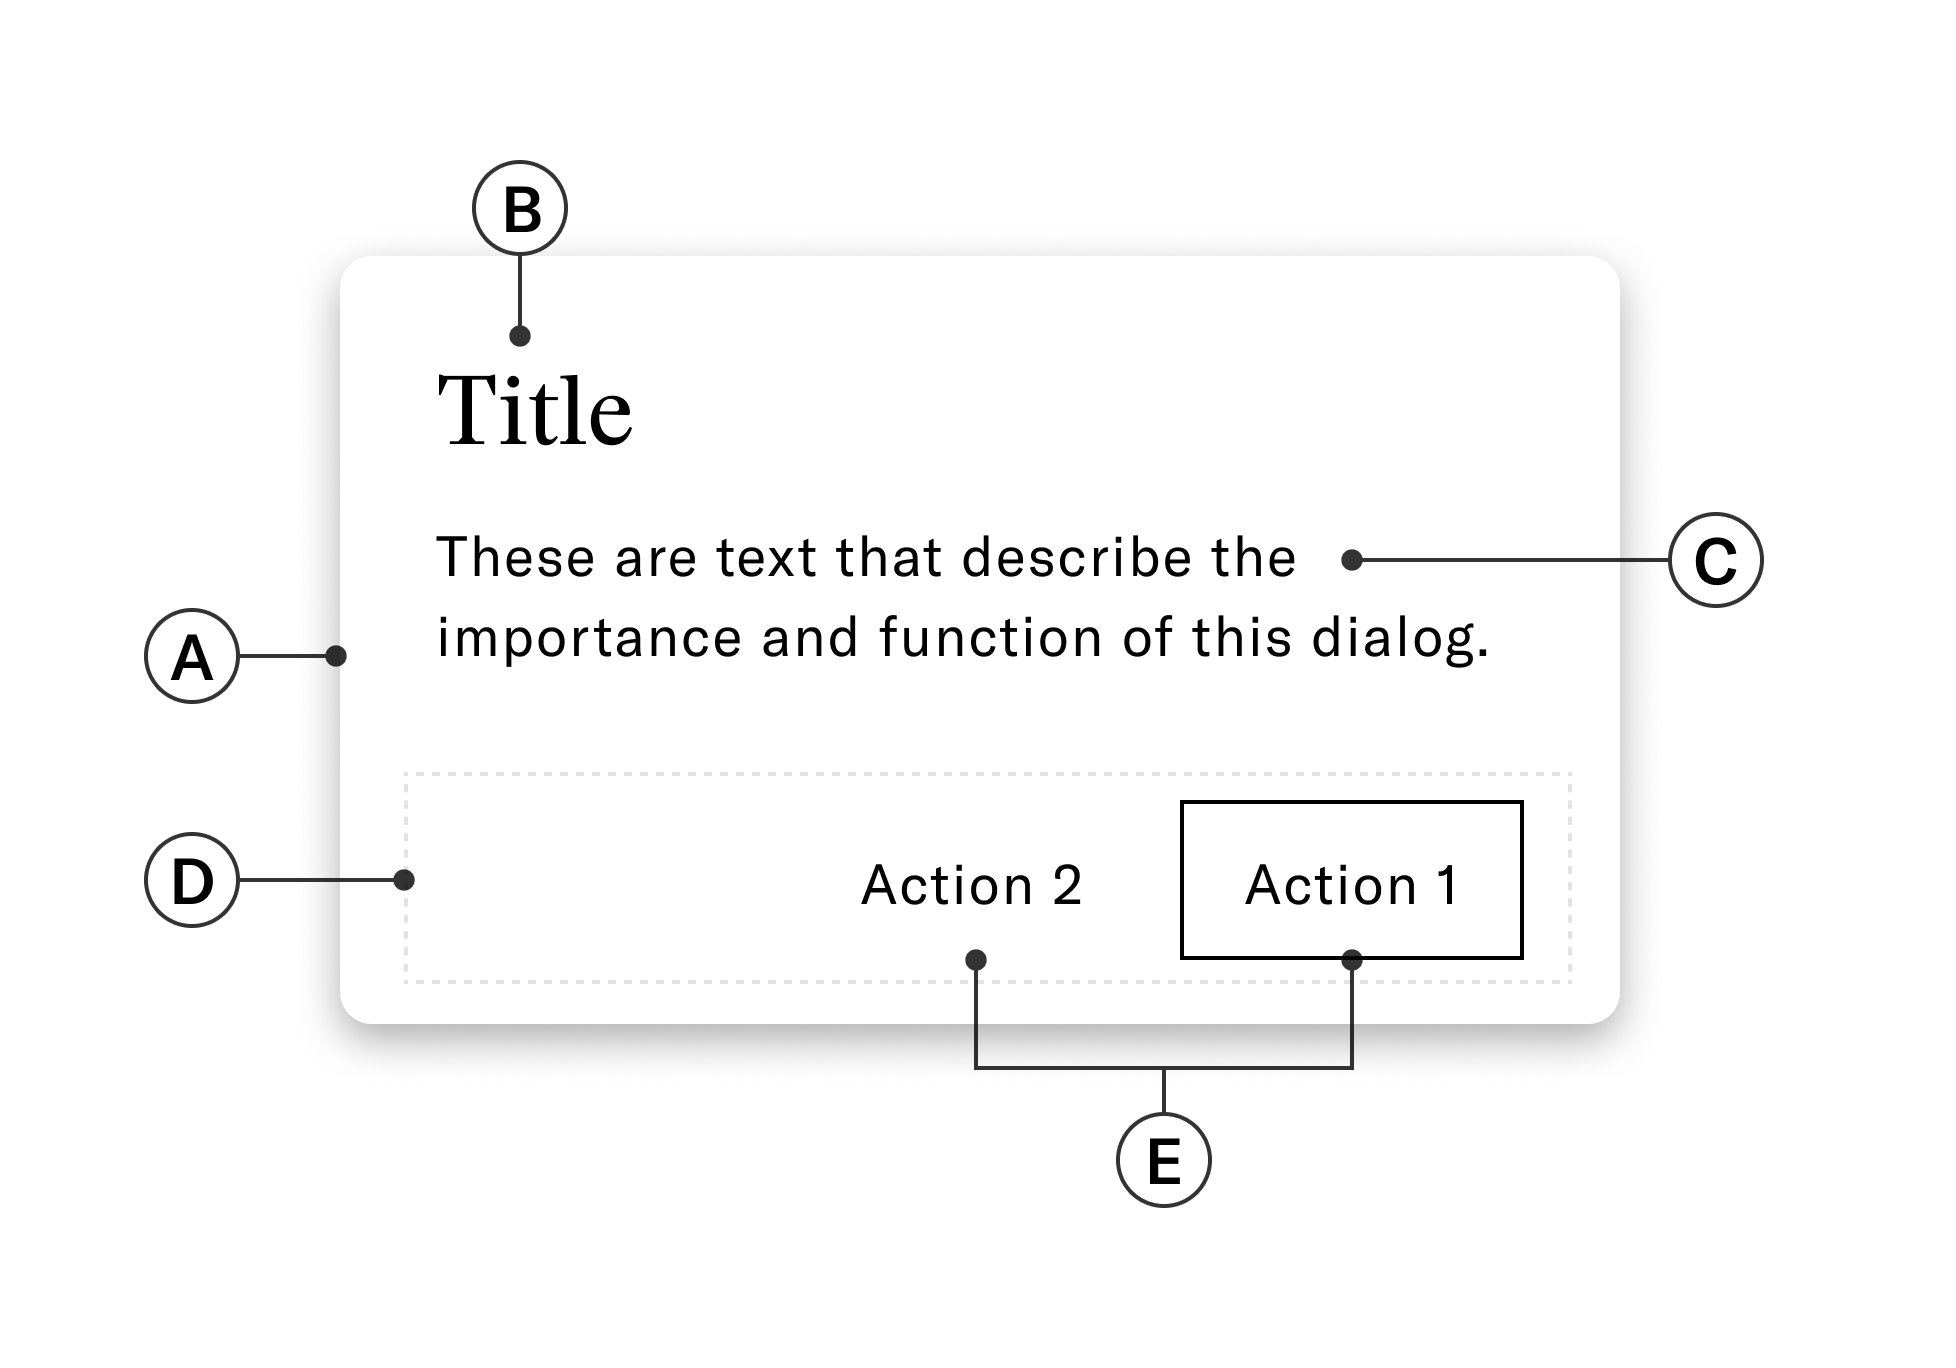 B
Title
These are text that describe the
C
importance and function of this dialog.
A
D
Action 2
Action 1
E